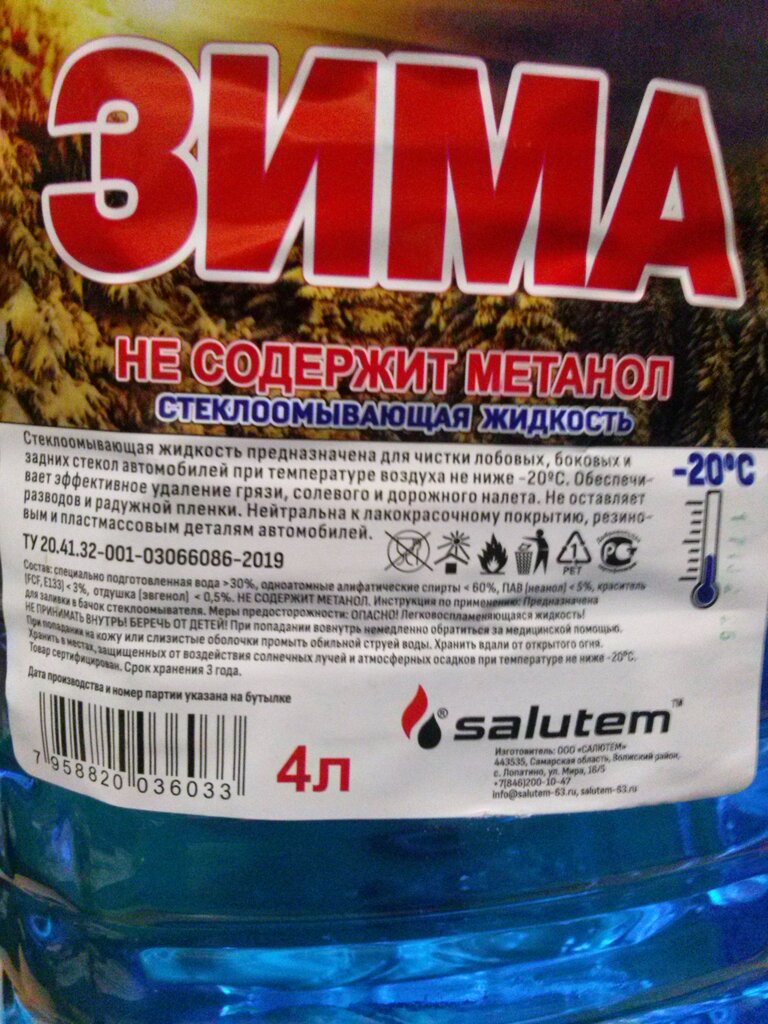 ЗИМА
НЕ СОДЕРЖИТ МЕТАНОЛ
СТЕКЛООМЫВАЮЩАЯ ЖИДКОСТЬ
Стеклоомывающая жидкость предназначена для чистки лобовых, боковых и
задних стекол автомобилей при температуре воздуха не ниже -20°С. Обеспечи-
вает эффективное удаление грязи, солевого и дорожного налета. Не оставляет
разводов и радужной пленки. Нейтральна к лакокрасочному покрытию, резино-
вым и пластмассовым деталям автомобилей.
-20°C
ТУ 20.41.32-001-03066086-2019
1
PET
Состав: специально подготовленная вода >30%, одноатомные алифатические спирты < 60%, ПАВ (неанол) < 5%, краситель
(FCF, E133) < 3%, отдушка (эвгенол) < 0,5%. НЕ СОДЕРЖИТ МЕТАНОЛ. Инструкция по применению: Предназначена
для заливки в бачок стеклоомывателя. Меры предосторожности: ОПАСНО! Легковоспламеняющаяся жидкость!
НЕ ПРИНИМАТЬ ВНУТРЬ! БЕРЕЧЬ ОТ ДЕТЕЙ! При попадании вовнутрь немедленно обратиться за медицинской помощью.
При попадании на кожу или слизистые оболочки промыть обильной струей воды. Хранить вдали от открытого огня.
Хранить в местах, защищенных от воздействия солнечных лучей и атмосферных осадков при температуре не ниже -20°С.
Товар сертифицирован. Срок хранения 3 года.
Дата производства и номер партии указана на бутылке
7 958820 036033
4л
® salutem™
Изготовитель: ООО «САЛЮТЕМ»
443535, Самарская область, Волжский район,
с. Лопатино, ул. Мира, 16/5
+7(846)200-10-47
info@salutem-63.ru, salutem-63.ru